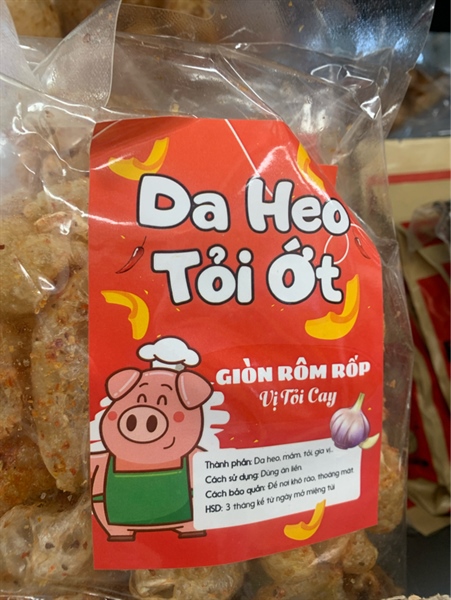 Da Heo
Tỏi Ớt
GIÒN RÔM RỐP
Vị Tỏi Cay
Thành phần: Da heo, mắm, tỏi, gia vị..
Cách sử dụng: Dùng ăn liền
Cách bảo quản: Để nơi khô ráo, thoáng mát
HSD: 3 tháng kể từ ngày mở miệng túi